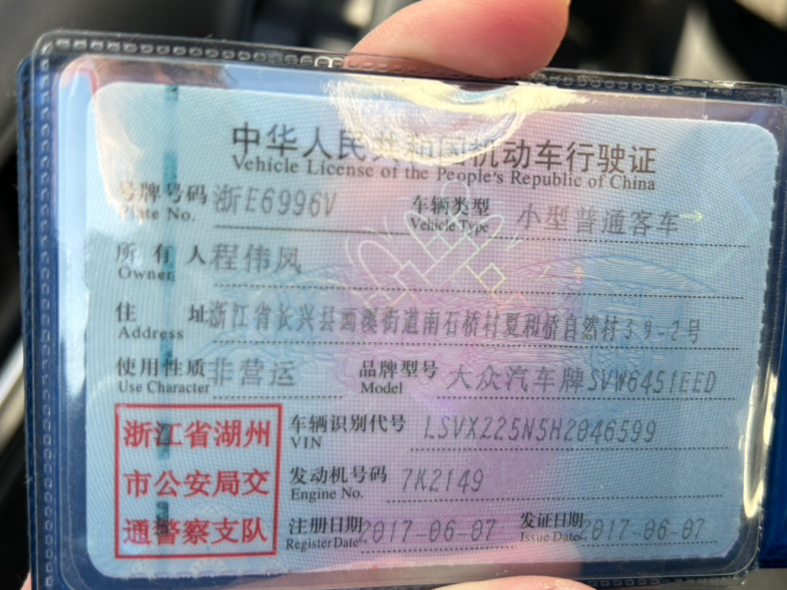 中华人民共和国机动车行驶证
Vehicle License of the People's Republic of China
号牌号码 浙E6996V 车辆类型 小型普通客车
Plate No. Vehicle Type
所有人 程伟凤
Owner
住址 浙江省长兴县画溪街道南石桥村夏和桥自然村39-2号
Address
使用性质 非营运 品牌型号 大众汽车牌SVW6451EED
Use Character Model
浙江省湖州
市公安局交
通警察支队
车辆识别代号 LSVXZ25N5H2046599
VIN
发动机号码 7K2149
Engine No.
注册日期 2017-06-07 发证日期 2017-06-07
Register Date Issue Date